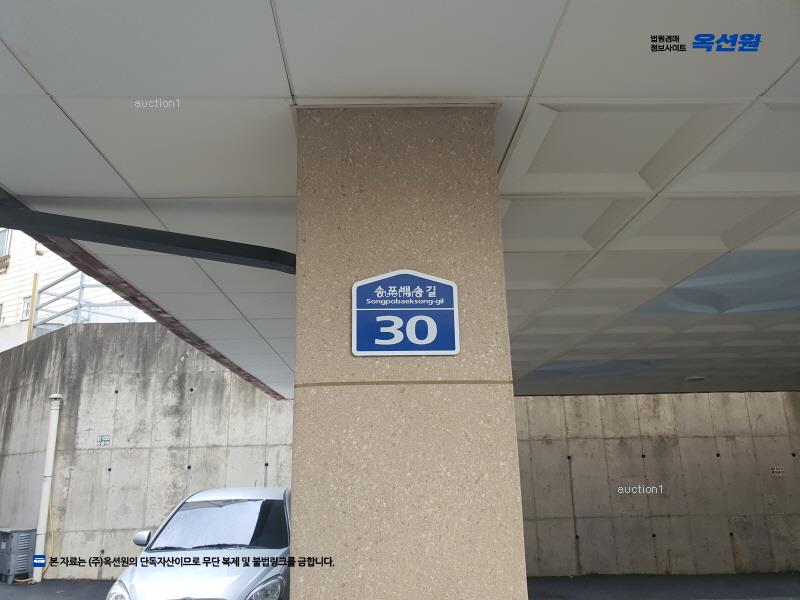 법원경매
정보사이트 옥션원
auction1
송포백송길
auction1
Songpobaeksong-gil
30
auction1
본 자료는 (주)옥션원의 단독자산이므로 무단 복제 및 불법링크를 금합니다.